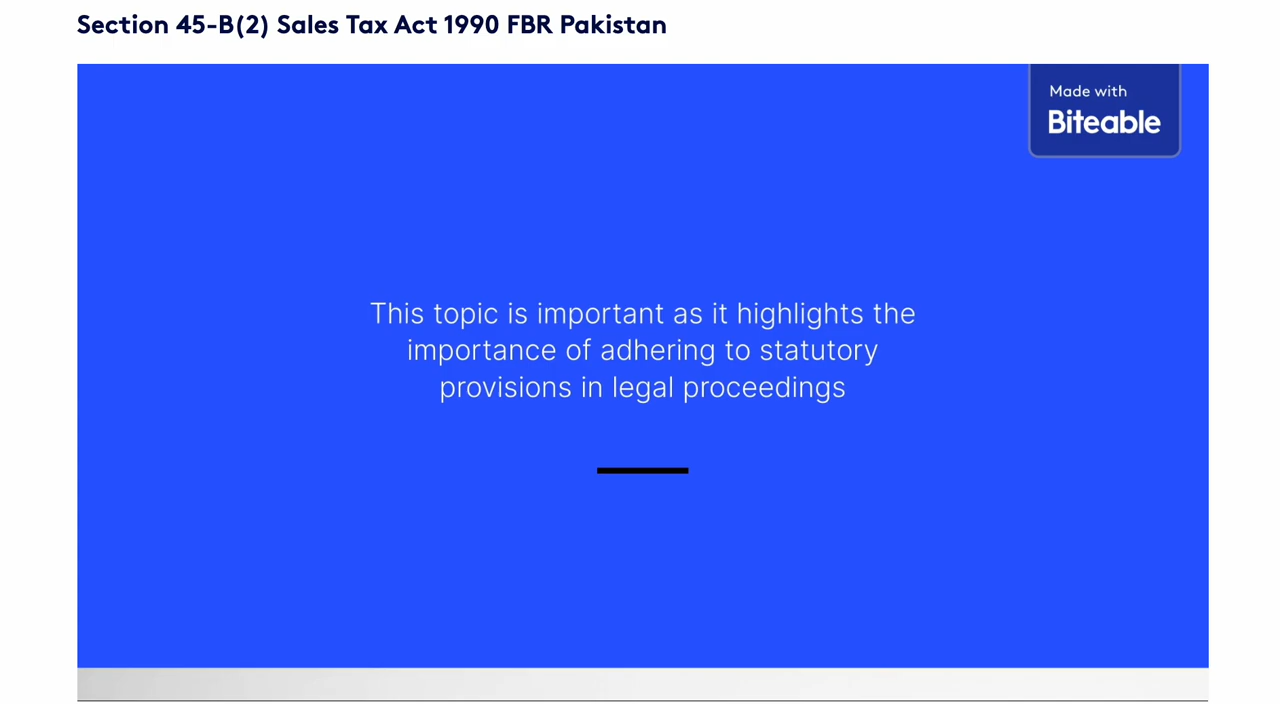 Section 45-B(2) Sales Tax Act 1990 FBR Pakistan
Made with
Biteable
This topic is important as it highlights the
importance of adhering to statutory
provisions in legal proceedings